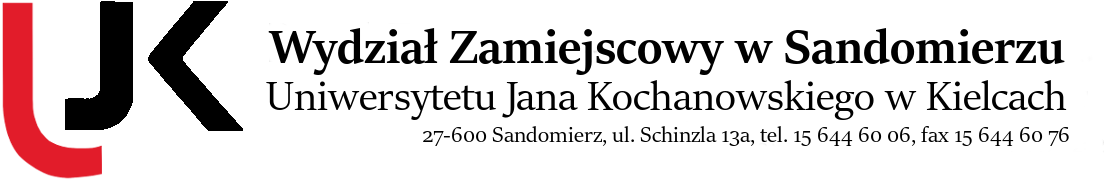 UJK
Wydział Zamiejscowy w Sandomierzu
Uniwersytetu Jana Kochanowskiego w Kielcach
27-600 Sandomierz, ul. Schinzla 13a, tel. 15 644 60 06, fax 15 644 60 76